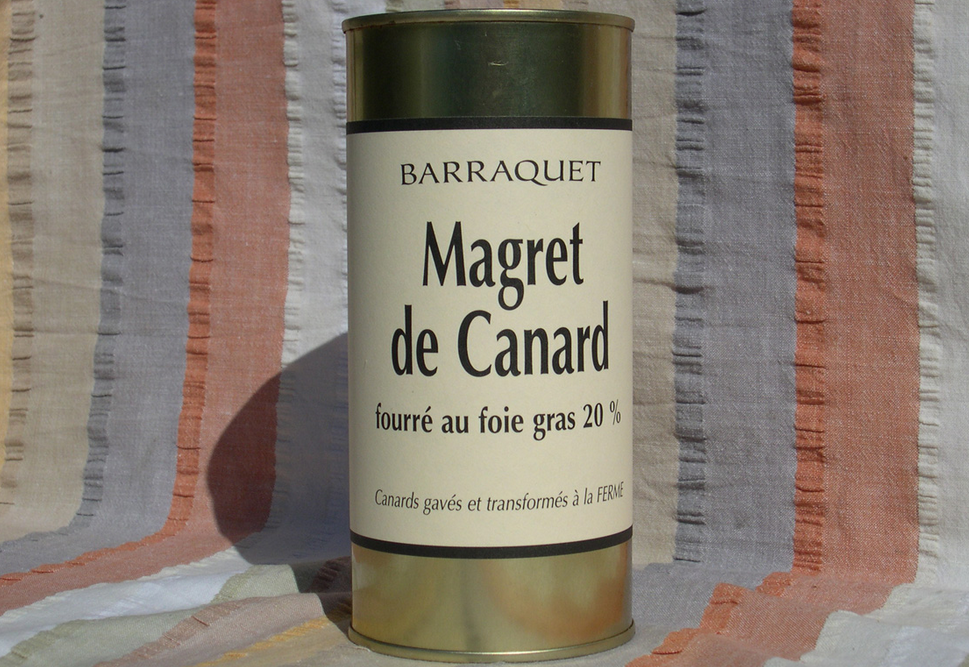 BARRAQUET
Magret
de Canard
fourré au foie gras 20 %
Canards gavés et transformés à la FERME